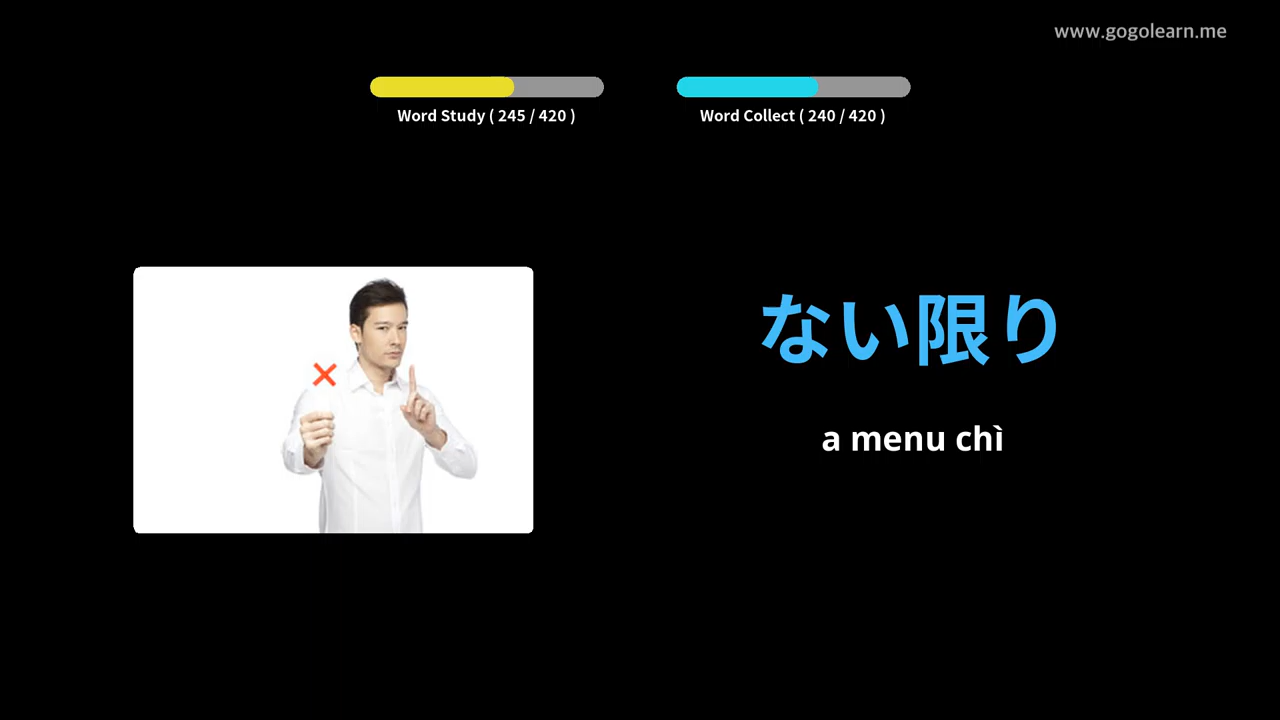 www.gogolearn.me
Word Study ( 245 / 420 )
Word Collect ( 240 / 420 )
ない限り
a menu chì